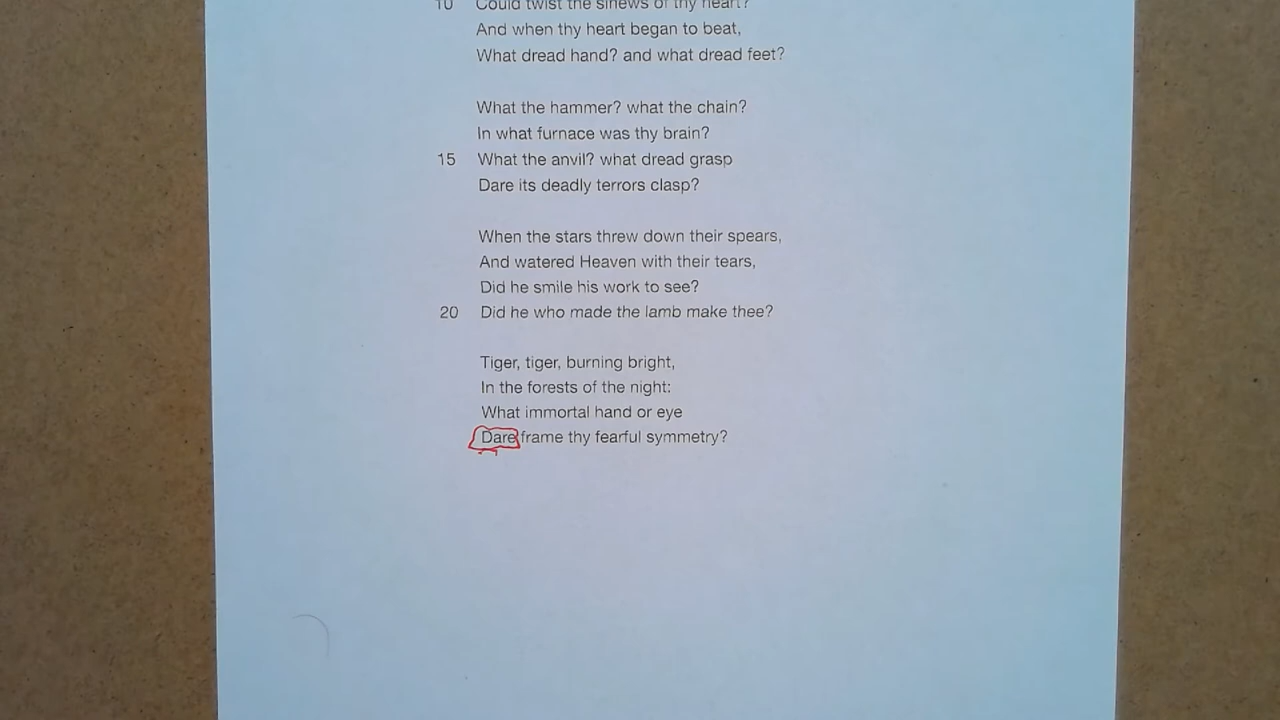 10 Could twist the sinews of thy heart?
And when thy heart began to beat,
What dread hand? and what dread feet?
What the hammer? what the chain?
In what furnace was thy brain?
15 What the anvil? what dread grasp
Dare its deadly terrors clasp?
When the stars threw down their spears,
And watered Heaven with their tears,
Did he smile his work to see?
20 Did he who made the lamb make thee?
Tiger, tiger, burning bright,
In the forests of the night:
What immortal hand or eye
Dare frame thy fearful symmetry?